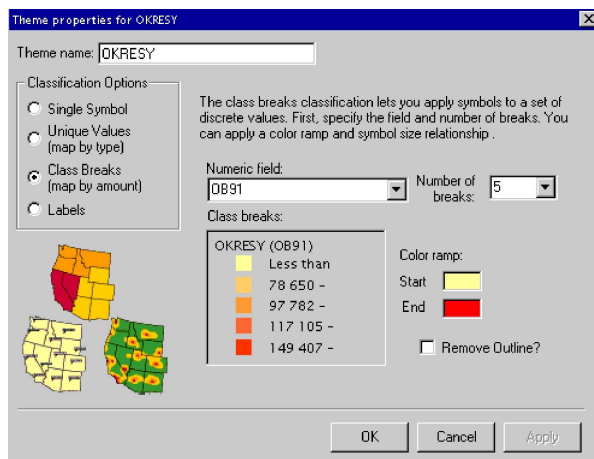 Theme properties for OKRESY
Theme name: OKRESY
Classification Options
Single Symbol
Unique Values
(map by type)
Class Breaks
(map by amount)
Labels
The class breaks classification lets you apply symbols to a set of
discrete values. First, specify the field and number of breaks. You
can apply a color ramp and symbol size relationship .
Numeric field:
OB91
Number of
breaks:
5
Class breaks:
OKRESY (OB91)
Less than
78 650 -
97 782 -
117 105 -
149 407 -
Color ramp:
Start
End
Remove Outline?
OK
Cancel
Apply